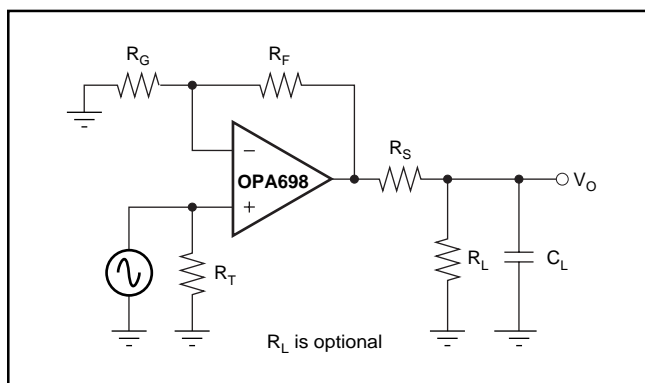 R_G
R_F
−
OPA698
+
R_S
V_O
R_T
R_L
C_L
R_L is optional